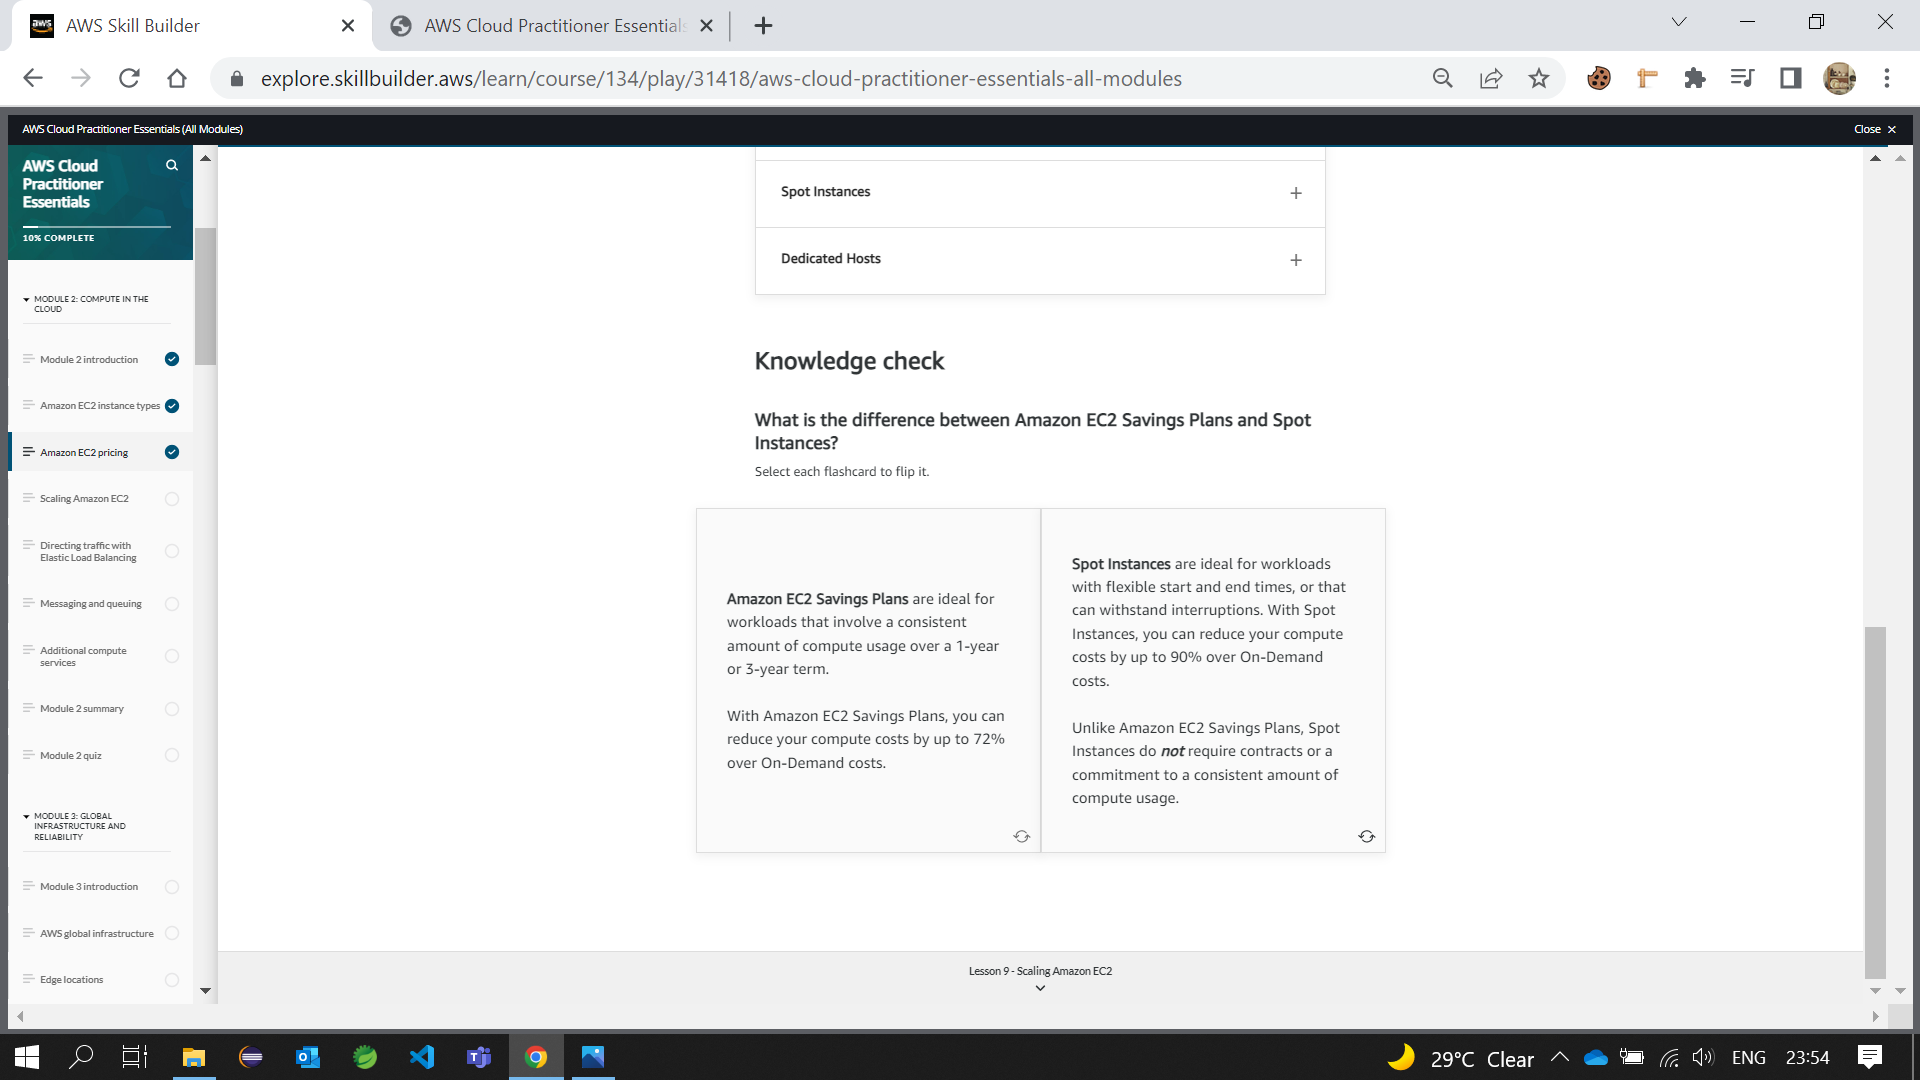 AWS Skill Builder
AWS Cloud Practitioner Essentials
explore.skillbuilder.aws/learn/course/134/play/31418/aws-cloud-practitioner-essentials-all-modules
AWS Cloud Practitioner Essentials (All Modules)
Close ×
AWS Cloud
Practitioner
Essentials
10% COMPLETE
MODULE 2: COMPUTE IN THE
CLOUD
Module 2 introduction
Amazon EC2 instance types
Amazon EC2 pricing
Scaling Amazon EC2
Directing traffic with
Elastic Load Balancing
Messaging and queuing
Additional compute
services
Module 2 summary
Module 2 quiz
MODULE 3: GLOBAL
INFRASTRUCTURE AND
RELIABILITY
Module 3 introduction
AWS global infrastructure
Edge locations
Spot Instances
Dedicated Hosts
Knowledge check
What is the difference between Amazon EC2 Savings Plans and Spot
Instances?
Select each flashcard to flip it.
Amazon EC2 Savings Plans are ideal for
workloads that involve a consistent
amount of compute usage over a 1-year
or 3-year term.
With Amazon EC2 Savings Plans, you can
reduce your compute costs by up to 72%
over On-Demand costs.
Spot Instances are ideal for workloads
with flexible start and end times, or that
can withstand interruptions. With Spot
Instances, you can reduce your compute
costs by up to 90% over On-Demand
costs.
Unlike Amazon EC2 Savings Plans, Spot
Instances do not require contracts or a
commitment to a consistent amount of
compute usage.
Lesson 9 - Scaling Amazon EC2
29°C Clear
ENG
23:54